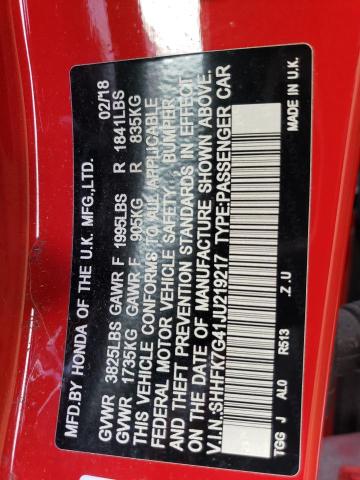 MFD.BY HONDA OF THE U.K. MFG.,LTD. 02/18
GVWR 3825LBS GAWR F 1995LBS R 1841LBS
GVWR 1735KG GAWR F 905KG R 835KG
THIS VEHICLE CONFORMS TO ALL APPLICABLE
FEDERAL MOTOR VEHICLE SAFETY, BUMPER
AND THEFT PREVENTION STANDARDS IN EFFECT
ON THE DATE OF MANUFACTURE SHOWN ABOVE.
V.I.N.:SHHFK7G41JU219217 TYPE:PASSENGER CAR
MADE IN U.K.
TGG J AL0 R513 .Z.U